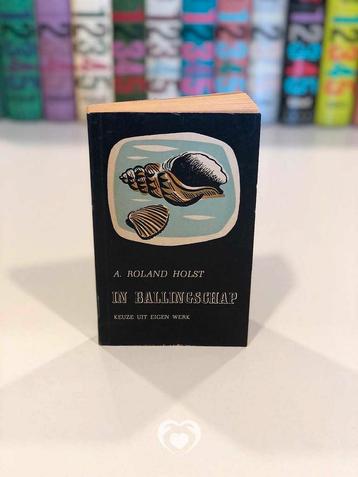 A. ROLAND HOLST
IN BALLINGSCHAP
KEUZE UIT EIGEN WERK